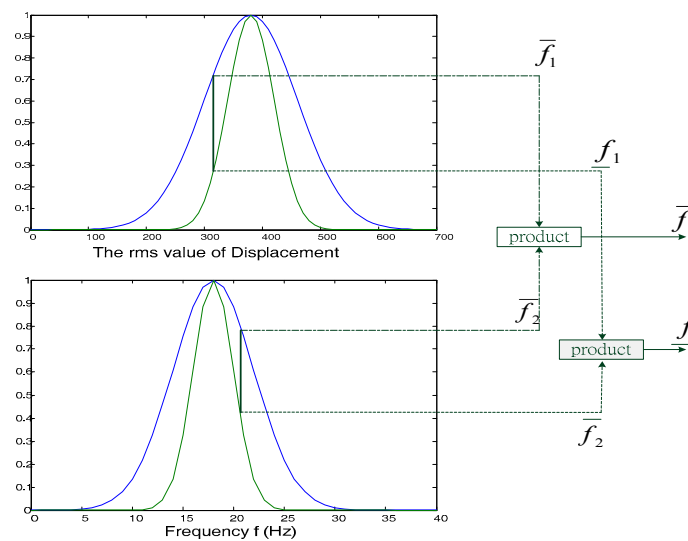 1
0.9
0.8
0.7
0.6
0.5
0.4
0.3
0.2
0.1
0
0 100 200 300 400 500 600 700
The rms value of Displacement
f̅₁
f̲₁
product
f̅
f̅₂
product
f̲
f̅₂
1
0.9
0.8
0.7
0.6
0.5
0.4
0.3
0.2
0.1
0
0 5 10 15 20 25 30 35 40
Frequency f (Hz)